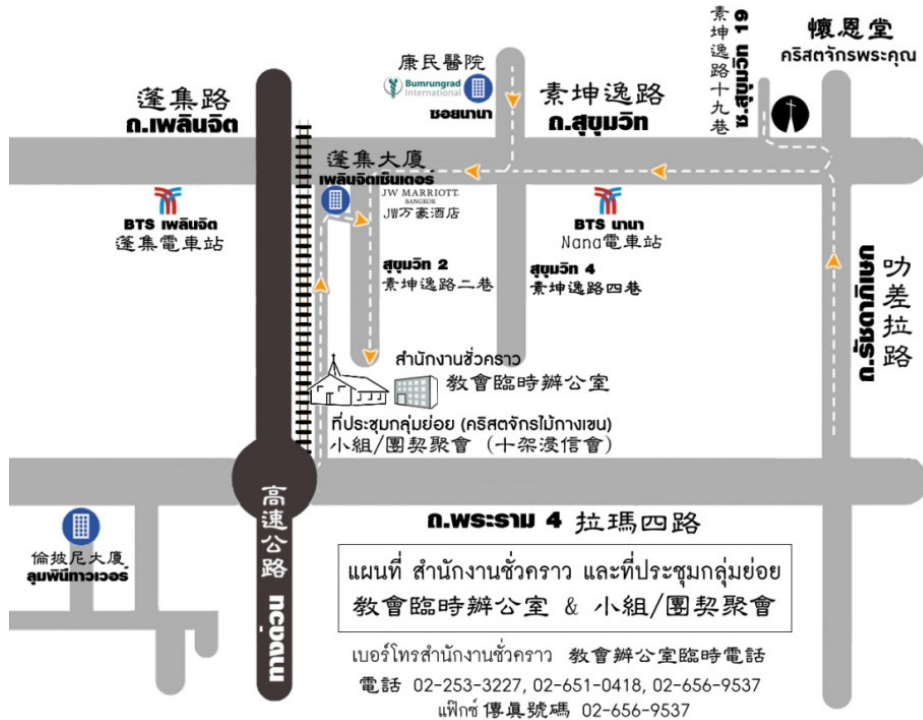 素坤逸路十九巷
ซ.สุขุมวิท 19
懷恩堂
คริสตจักรพระคุณ
康民醫院
Bumrungrad
International
ซอยนานา
蓬集路
ถ.เพลินจิต
素坤逸路
ถ.สุขุมวิท
蓬集大廈
เพลินจิตเซ็นเตอร์
JW MARRIOTT.
BANGKOK
JW万豪酒店
BTS เพลินจิต
蓬集電車站
BTS นานา
Nana電車站
สุขุมวิท 2
素坤逸路二巷
สุขุมวิท 4
素坤逸路四巷
ถ.รัชดาภิเษก
叻差拉路
สำนักงานชั่วคราว
教會臨時辦公室
ที่ประชุมกลุ่มย่อย (คริสตจักรไม้กางเขน)
小組/團契聚會 (十架浸信會)
高速公路
ทางด่วน
ถ.พระราม 4 拉瑪四路
倫披尼大廈
ลุมพินีทาวเวอร์
แผนที่ สำนักงานชั่วคราว และที่ประชุมกลุ่มย่อย
教會臨時辦公室 & 小組/團契聚會
เบอร์โทรสำนักงานชั่วคราว 教會辦公室臨時電話
電話 02-253-3227, 02-651-0418, 02-656-9537
แฟ๊กซ์ 傳真號碼 02-656-9537